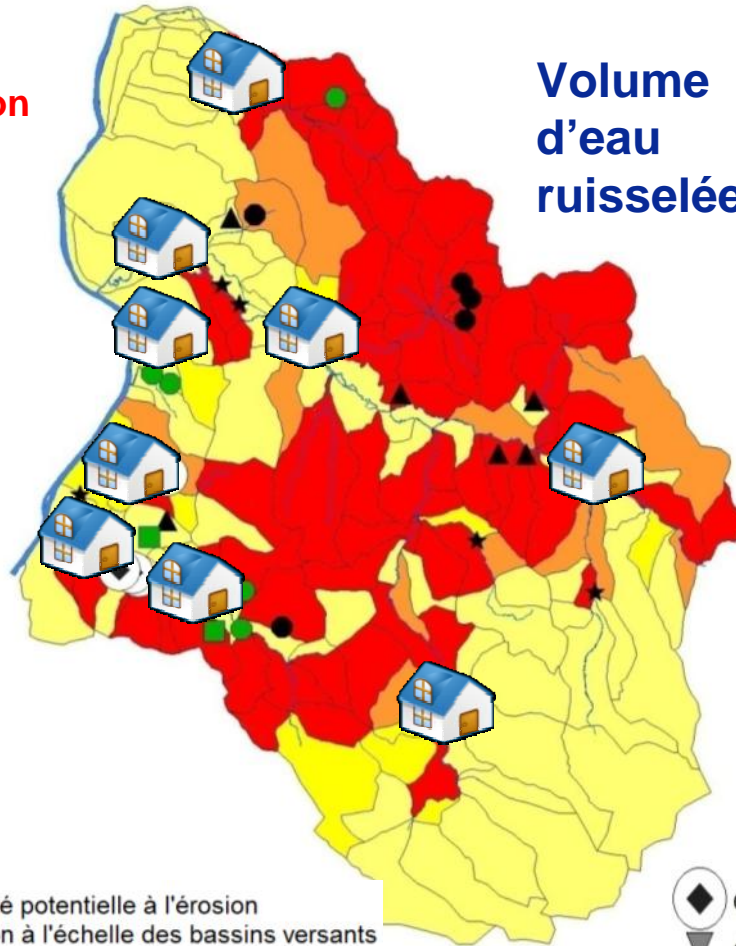 on
Volume
d'eau
ruisselée
é potentielle à l'érosion
n à l'échelle des bassins versants